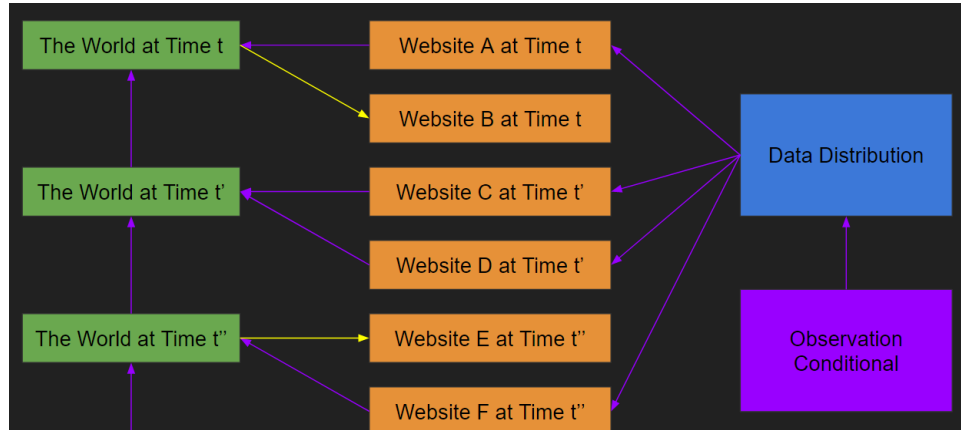 The World at Time t
Website A at Time t
Website B at Time t
Data Distribution
The World at Time t’
Website C at Time t’
Website D at Time t’
The World at Time t’’
Website E at Time t’’
Observation
Conditional
Website F at Time t’’